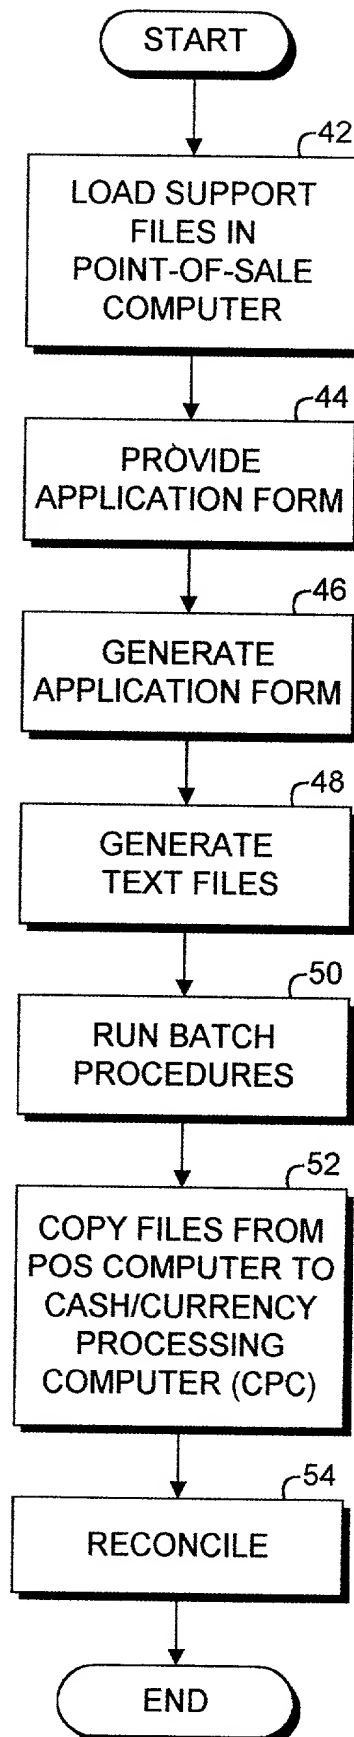 START
42
LOAD SUPPORT
FILES IN
POINT-OF-SALE
COMPUTER
44
PROVIDE
APPLICATION FORM
46
GENERATE
APPLICATION FORM
48
GENERATE
TEXT FILES
50
RUN BATCH
PROCEDURES
52
COPY FILES FROM
POS COMPUTER TO
CASH/CURRENCY
PROCESSING
COMPUTER (CPC)
54
RECONCILE
END